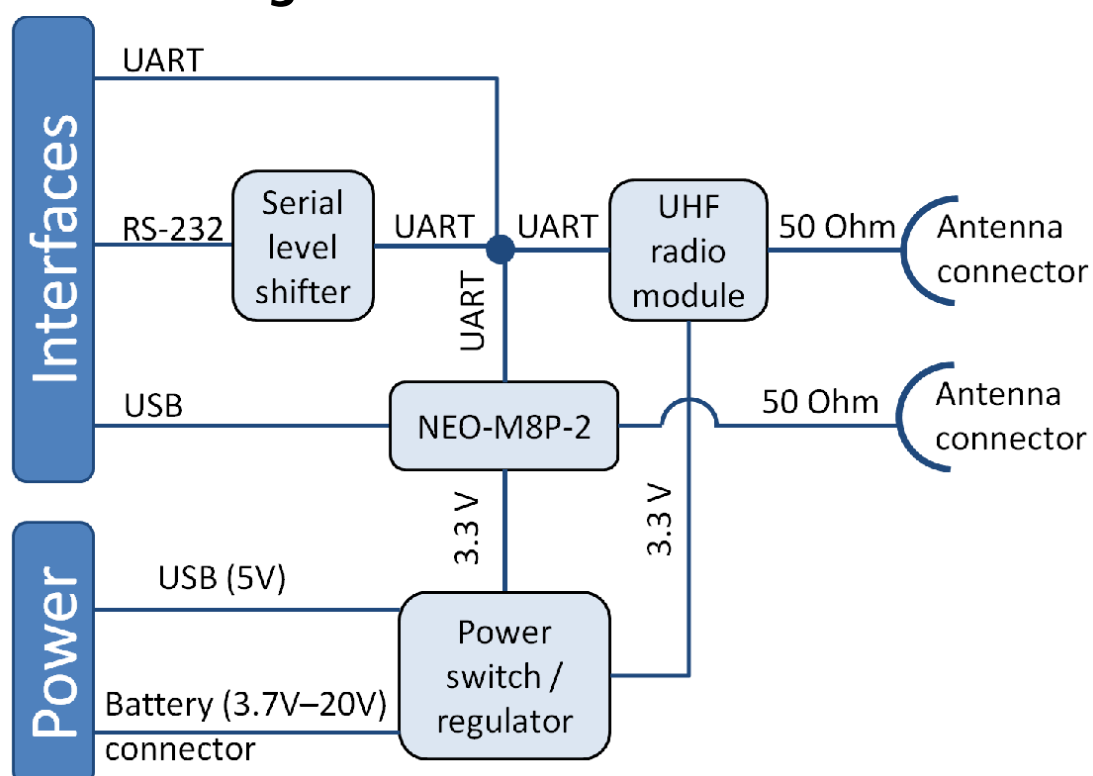 UART
Interfaces
Serial
level
shifter
RS-232
UART
UART
UHF
radio
module
50 Ohm
Antenna
connector
UART
USB
NEO-M8P-2
50 Ohm
Antenna
connector
3.3 V
3.3 V
Power
USB (5V)
Power
switch /
regulator
Battery (3.7V–20V)
connector